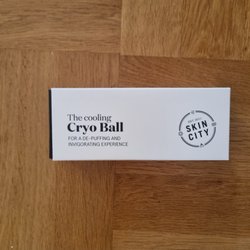 The cooling
Cryo Ball
FOR A DE-PUFFING AND
INVIGORATING EXPERIENCE
SKIN
CITY